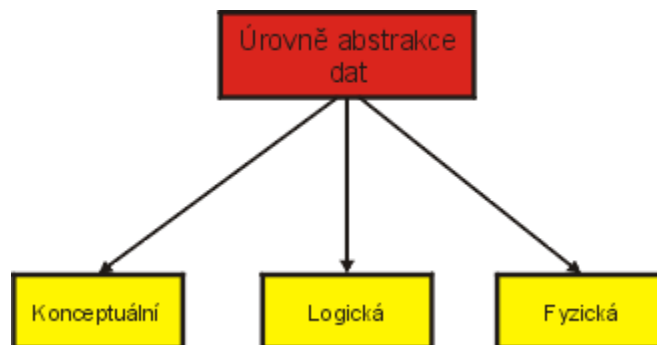 Úrovně abstrakce
dat
Konceptuální
Logická
Fyzická